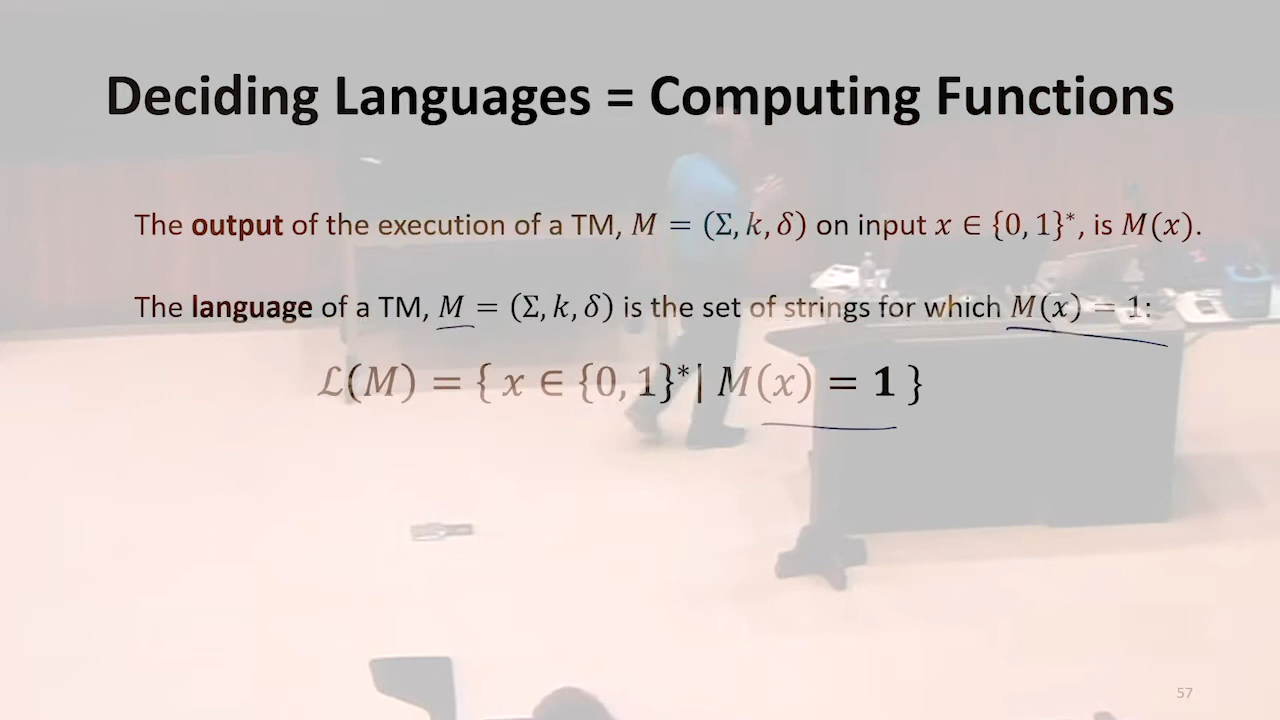 Deciding Languages = Computing Functions
The output of the execution of a TM, M = (Σ, k, δ) on input x ∈ {0, 1}*, is M(x).
The language of a TM, M = (Σ, k, δ) is the set of strings for which M(x) = 1:
ℒ(M) = { x ∈ {0, 1}*| M(x) = 1 }
57